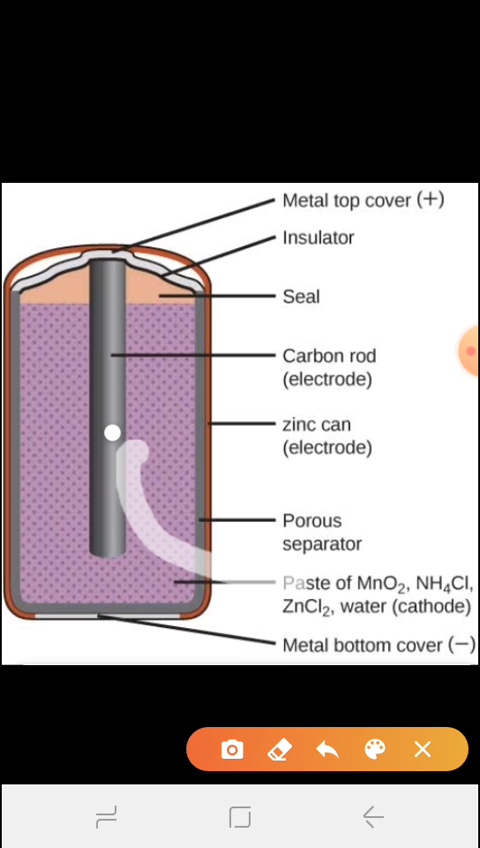 Metal top cover (+)
Insulator
Seal
Carbon rod
(electrode)
zinc can
(electrode)
Porous
separator
Paste of MnO₂, NH₄Cl,
ZnCl₂, water (cathode)
Metal bottom cover (−)